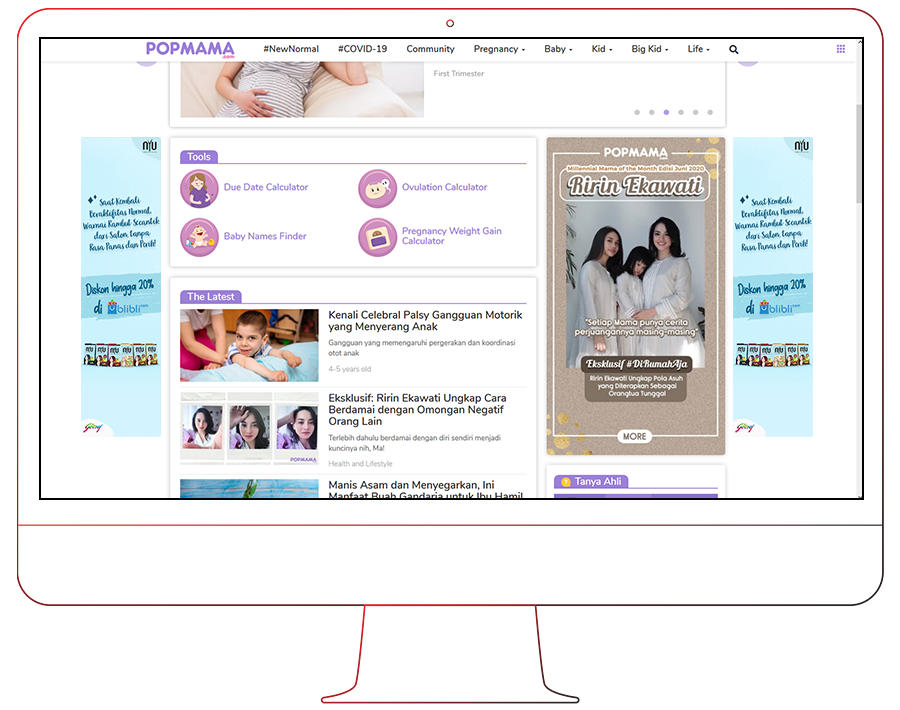 POPMAMA
.com
#NewNormal
#COVID-19
Community
Pregnancy
Baby
Kid
Big Kid
Life
First Trimester
NYU
Saat Kembali
Beraktifitas Normal,
Warnai Rambut Secantik
dari Salon, tanpa
Rasa Panas dan Perih!
Diskon hingga 20%
di blibli.com
Godrej
Tools
Due Date Calculator
Ovulation Calculator
Baby Names Finder
Pregnancy Weight Gain
Calculator
The Latest
Kenali Celebral Palsy Gangguan Motorik
yang Menyerang Anak
Gangguan yang memengaruhi pergerakan dan koordinasi
otot anak
4-5 years old
POPMAMA
Eksklusif: Ririn Ekawati Ungkap Cara
Berdamai dengan Omongan Negatif
Orang Lain
Terlebih dahulu berdamai dengan diri sendiri menjadi
kuncinya nih, Ma!
Health and Lifestyle
Manis Asam dan Menyegarkan, Ini
Manfaat Buah Gandaria untuk Ibu Hamil
POPMAMA
.com
Millennial Mama of the Month Edisi Juni 2020
Ririn Ekawati
"Setiap Mama punya cerita
perjuangannya masing-masing"
Eksklusif #DiRumahAja
Ririn Ekawati Ungkap Pola Asuh
yang Diterapkan Sebagai
Orangtua Tunggal
MORE
Tanya Ahli
NYU
Saat Kembali
Beraktifitas Normal,
Warnai Rambut Secantik
dari Salon, tanpa
Rasa Panas dan Perih!
Diskon hingga 20%
di blibli.com
Godrej